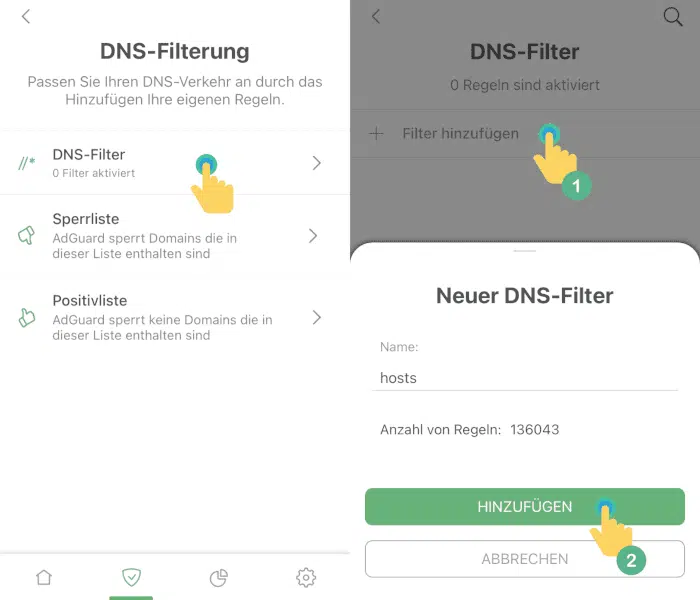 DNS-Filterung
Passen Sie Ihren DNS-Verkehr an durch das
Hinzufügen Ihre eigenen Regeln.
//* DNS-Filter
0 Filter aktiviert
Sperrliste
AdGuard sperrt Domains die in
dieser Liste enthalten sind
Positivliste
AdGuard sperrt keine Domains die in
dieser Liste enthalten sind
DNS-Filter
0 Regeln sind aktiviert
Filter hinzufügen
1
Neuer DNS-Filter
Name:
hosts
Anzahl von Regeln: 136043
HINZUFÜGEN
ABBRECHEN
2